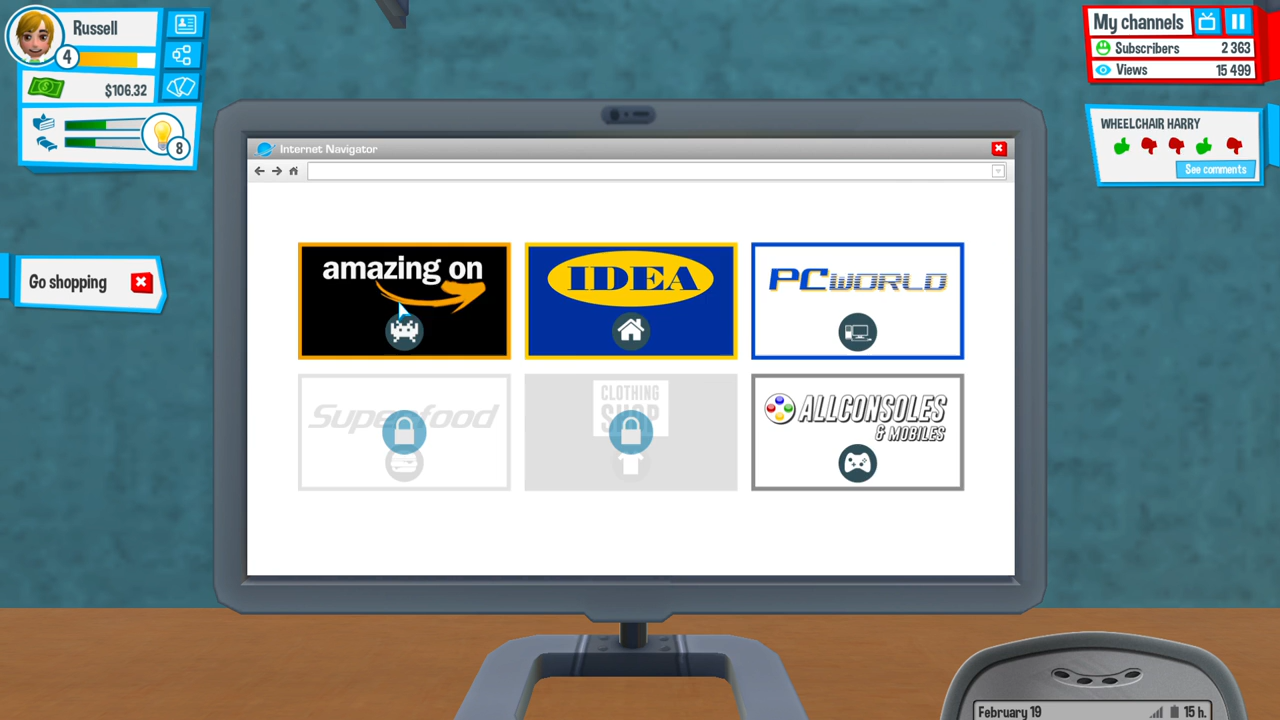 Russell
4
$106.32
8
My channels
Subscribers 2 363
Views 15 499
WHEELCHAIR HARRY
See comments
Go shopping
Internet Navigator
amazing on
IDEA
PCWORLD
Superfood
CLOTHING
SHOP
ALLCONSOLES
& MOBILES
February 19 15 h.